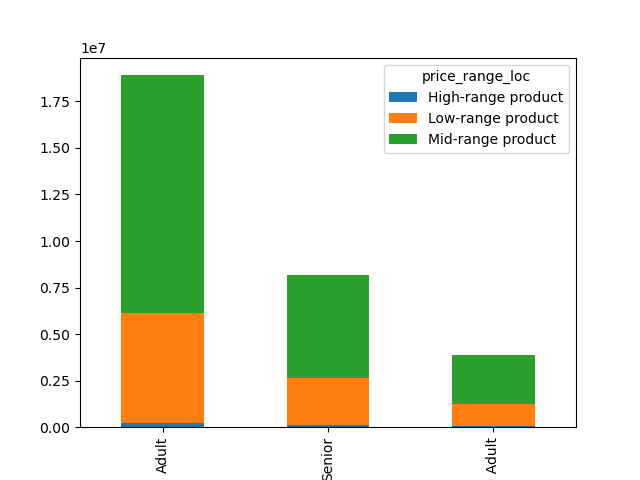 1e7
price_range_loc
High-range product
Low-range product
Mid-range product
1.75
1.50
1.25
1.00
0.75
0.50
0.25
0.00
Adult
Senior
Adult